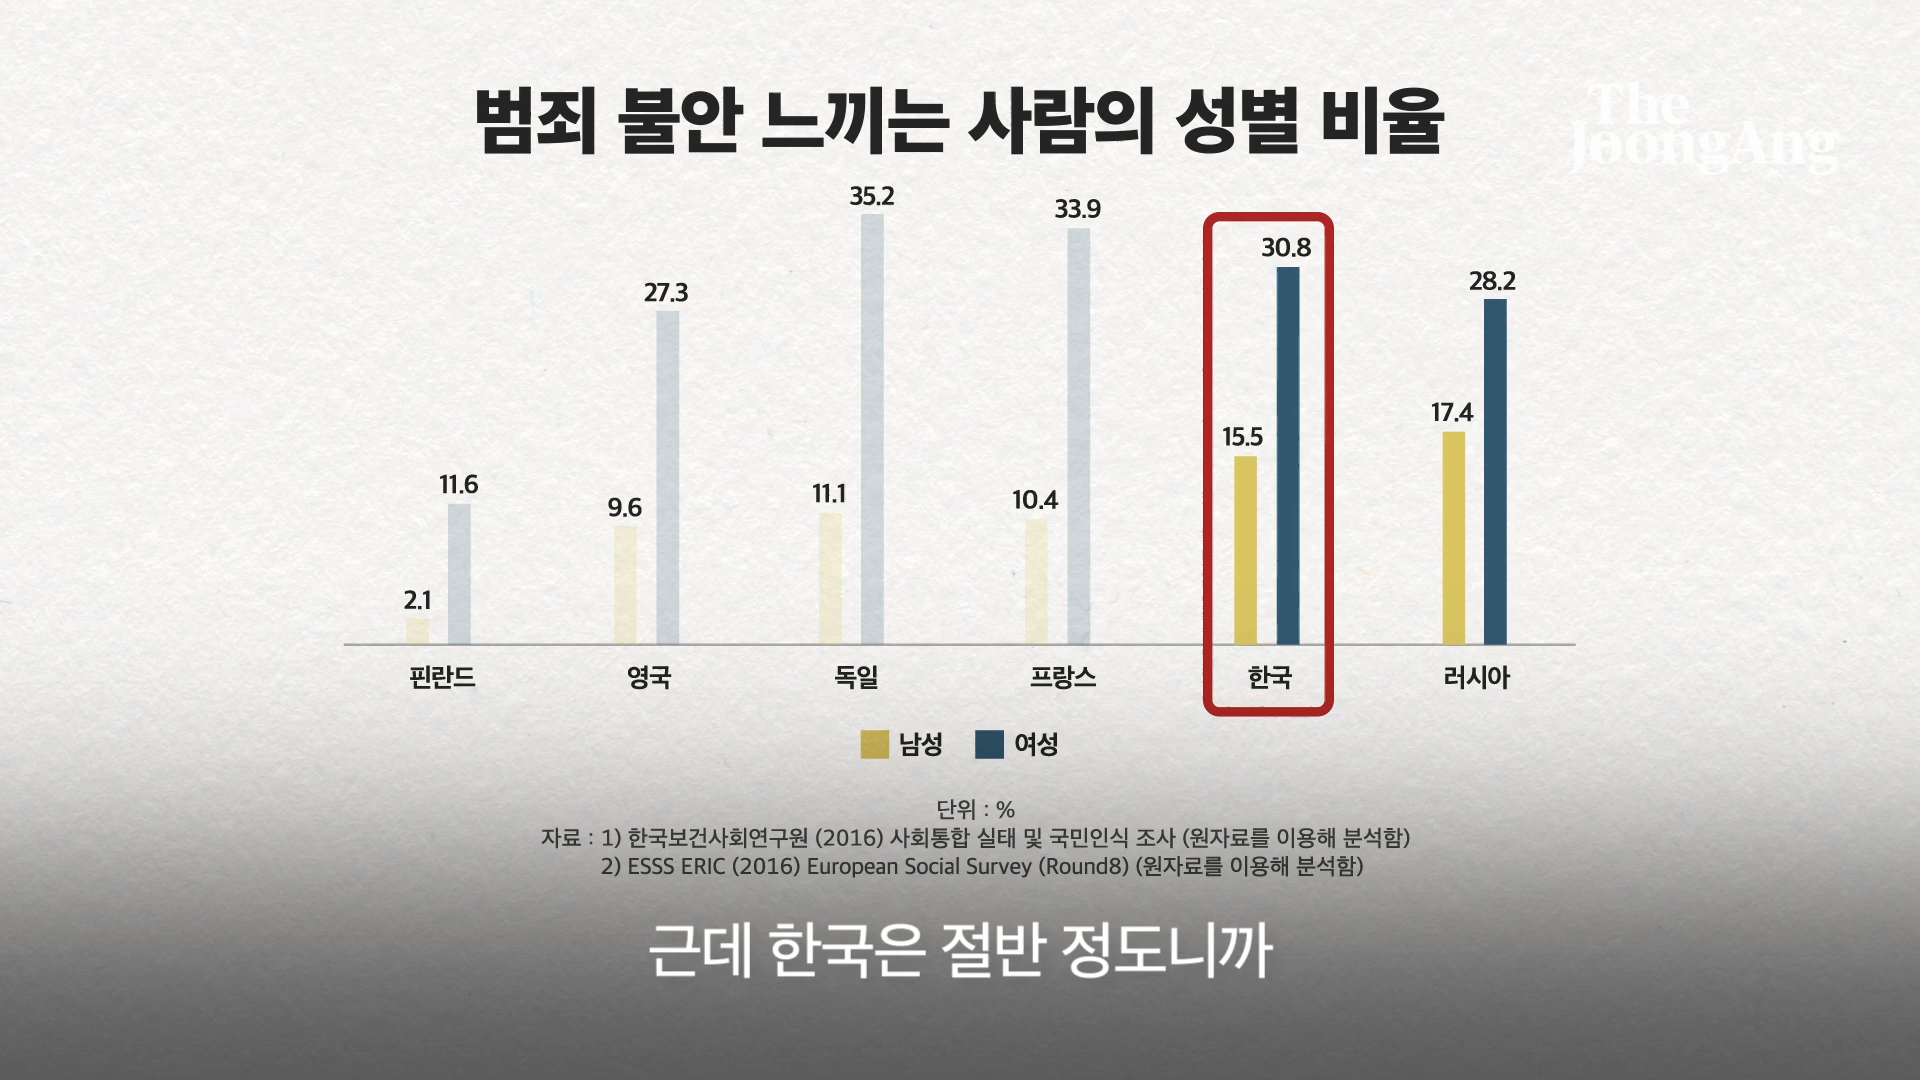 범죄 불안 느끼는 사람의 성별 비율
The
JoongAng
2.1
11.6
9.6
27.3
11.1
35.2
10.4
33.9
15.5
30.8
17.4
28.2
핀란드
영국
독일
프랑스
한국
러시아
남성
여성
단위 : %
자료 : 1) 한국보건사회연구원 (2016) 사회통합 실태 및 국민인식 조사 (원자료를 이용해 분석함)
2) ESSS ERIC (2016) European Social Survey (Round8) (원자료를 이용해 분석함)
근데 한국은 절반 정도니까